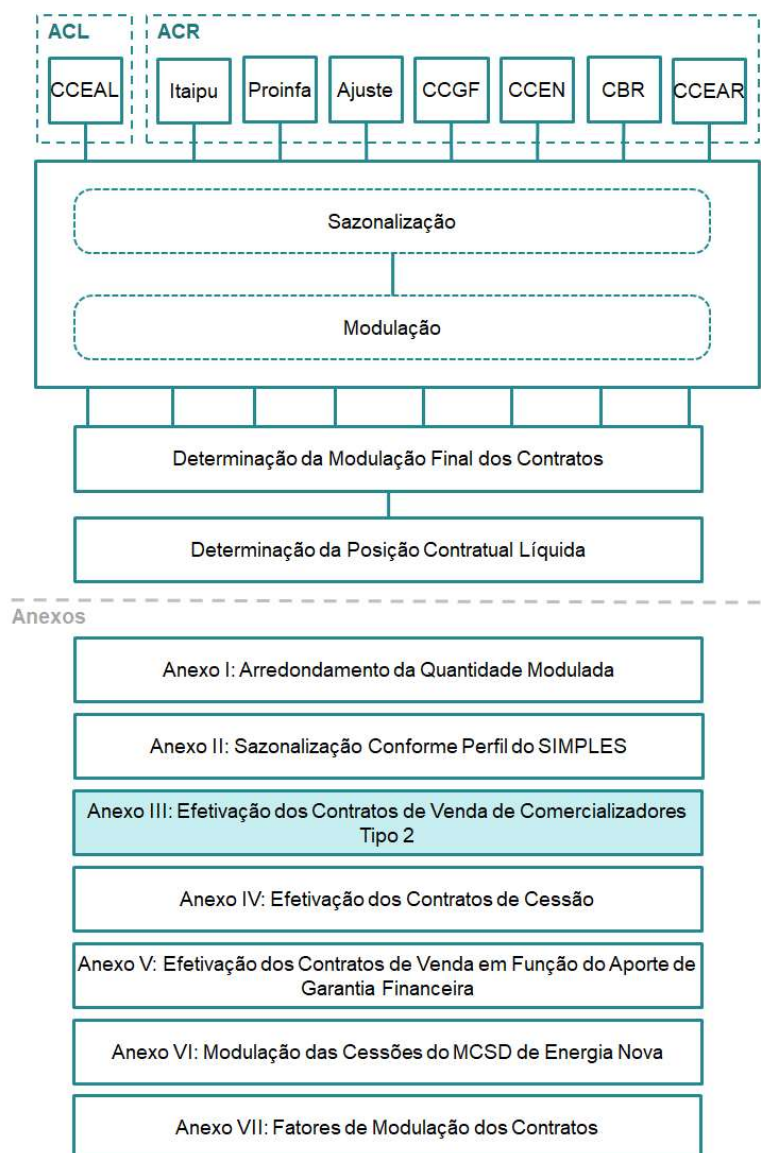 ACL
ACR
CCEAL
Itaipu
Proinfa
Ajuste
CCGF
CCEN
CBR
CCEAR
Sazonalização
Modulação
Determinação da Modulação Final dos Contratos
Determinação da Posição Contratual Líquida
Anexos
Anexo I: Arredondamento da Quantidade Modulada
Anexo II: Sazonalização Conforme Perfil do SIMPLES
Anexo III: Efetivação dos Contratos de Venda de Comercializadores
Tipo 2
Anexo IV: Efetivação dos Contratos de Cessão
Anexo V: Efetivação dos Contratos de Venda em Função do Aporte de
Garantia Financeira
Anexo VI: Modulação das Cessões do MCSD de Energia Nova
Anexo VII: Fatores de Modulação dos Contratos